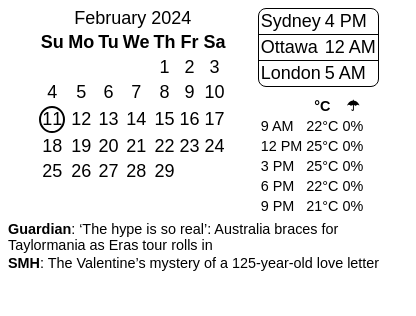 February 2024
Su Mo Tu We Th Fr Sa
1 2 3
4 5 6 7 8 9 10
11 12 13 14 15 16 17
18 19 20 21 22 23 24
25 26 27 28 29
Sydney 4 PM
Ottawa 12 AM
London 5 AM
°C ☂
9 AM 22°C 0%
12 PM 25°C 0%
3 PM 25°C 0%
6 PM 22°C 0%
9 PM 21°C 0%
Guardian: ‘The hype is so real’: Australia braces for
Taylormania as Eras tour rolls in
SMH: The Valentine’s mystery of a 125-year-old love letter